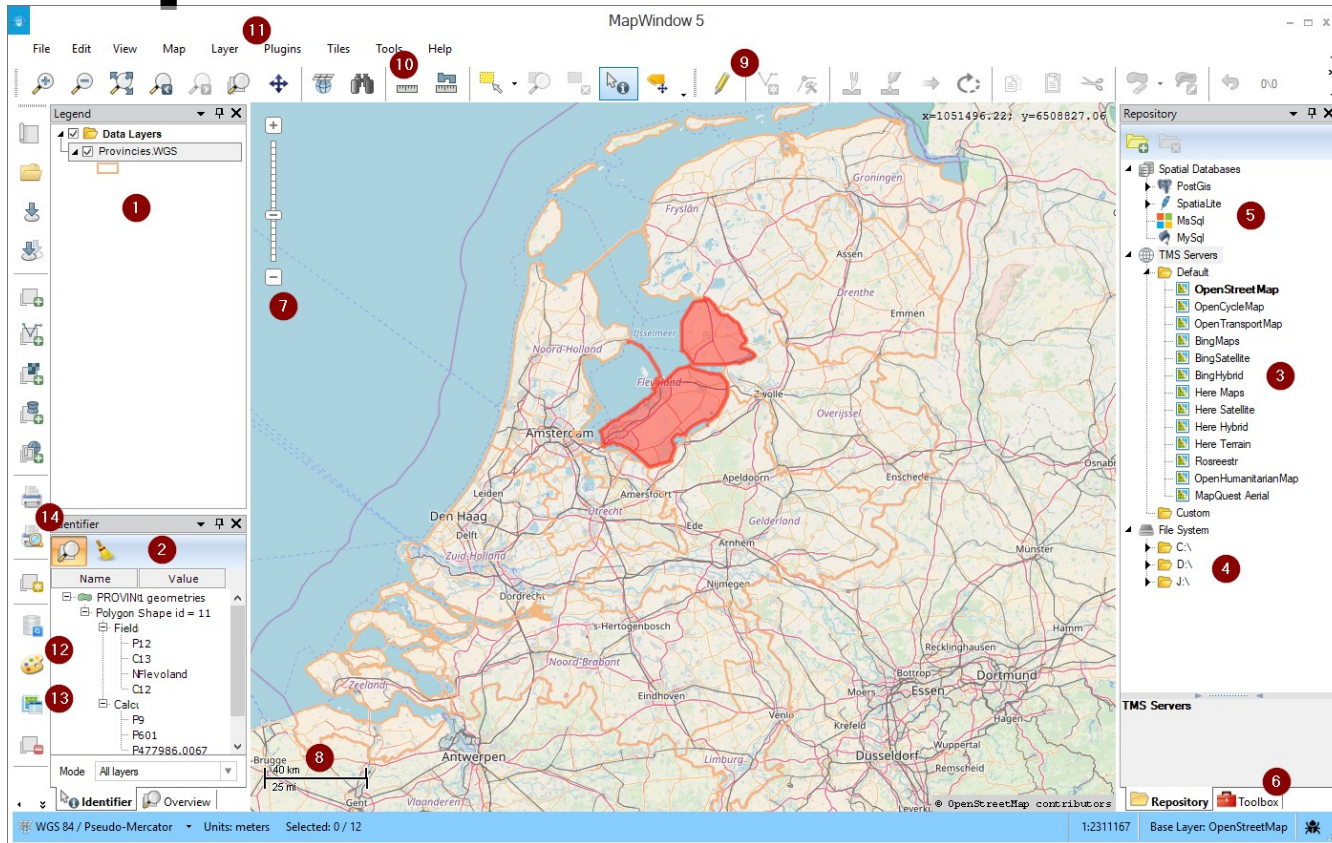 MapWindow 5
File Edit View Map Layer Plugins Tiles Tools Help
11
10
9
Legend
Data Layers
Provincies.WGS
1
x=1051496.22; y=6508827.06
Groningen
Fryslân
Assen
Drenthe
Emmen
IJsselmeer
Noord-Holland
Flevoland
Zwolle
Overijssel
Amsterdam
Osnabr
Apeldoorn
Enschede
Leiden
Amersfoort
Den Haag
Utrecht
Ede
Gelderland
Delft
Zuid-Holland
Arnhem
Münster
Nijmegen
Dordrecht
Hamm
's-Hertogenbosch
Recklinghausen
Noord-Brabant
Bottrop
Dortmund
Zeeland
Moers
Essen
Eindhoven
Venlo
Krefeld
Hagen
Wuppertal
Brugge
Antwerpen
Limburg
Düsseldorf
Remscheid
Gent
Vlaanderen
Leverku
7
8
40 km
25 mi
© OpenStreetMap contributors
Repository
Spatial Databases
PostGis
SpatiaLite
MsSql
MySql
5
TMS Servers
Default
OpenStreetMap
OpenCycleMap
OpenTransportMap
BingMaps
BingSatellite
BingHybrid
Here Maps
Here Satellite
Here Hybrid
Here Terrain
Rosreestr
OpenHumanitarianMap
MapQuest Aerial
3
Custom
File System
C:\
D:\
J:\
4
TMS Servers
6
Repository Toolbox
14
Identifier
2
Name Value
PROVIN1 geometries
Polygon Shape id = 11
Field
P12
C13
NFlevoland
C12
Calcu
P9
P601
P477986.0067
12
13
Mode All layers
Identifier Overview
WGS 84 / Pseudo-Mercator Units: meters Selected: 0 / 12
1:2311167 Base Layer: OpenStreetMap